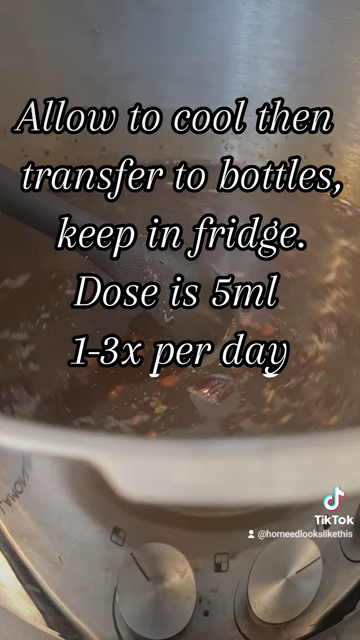 Allow to cool then
transfer to bottles,
keep in fridge.
Dose is 5ml
1-3x per day
TikTok
@homeedlookslikethis